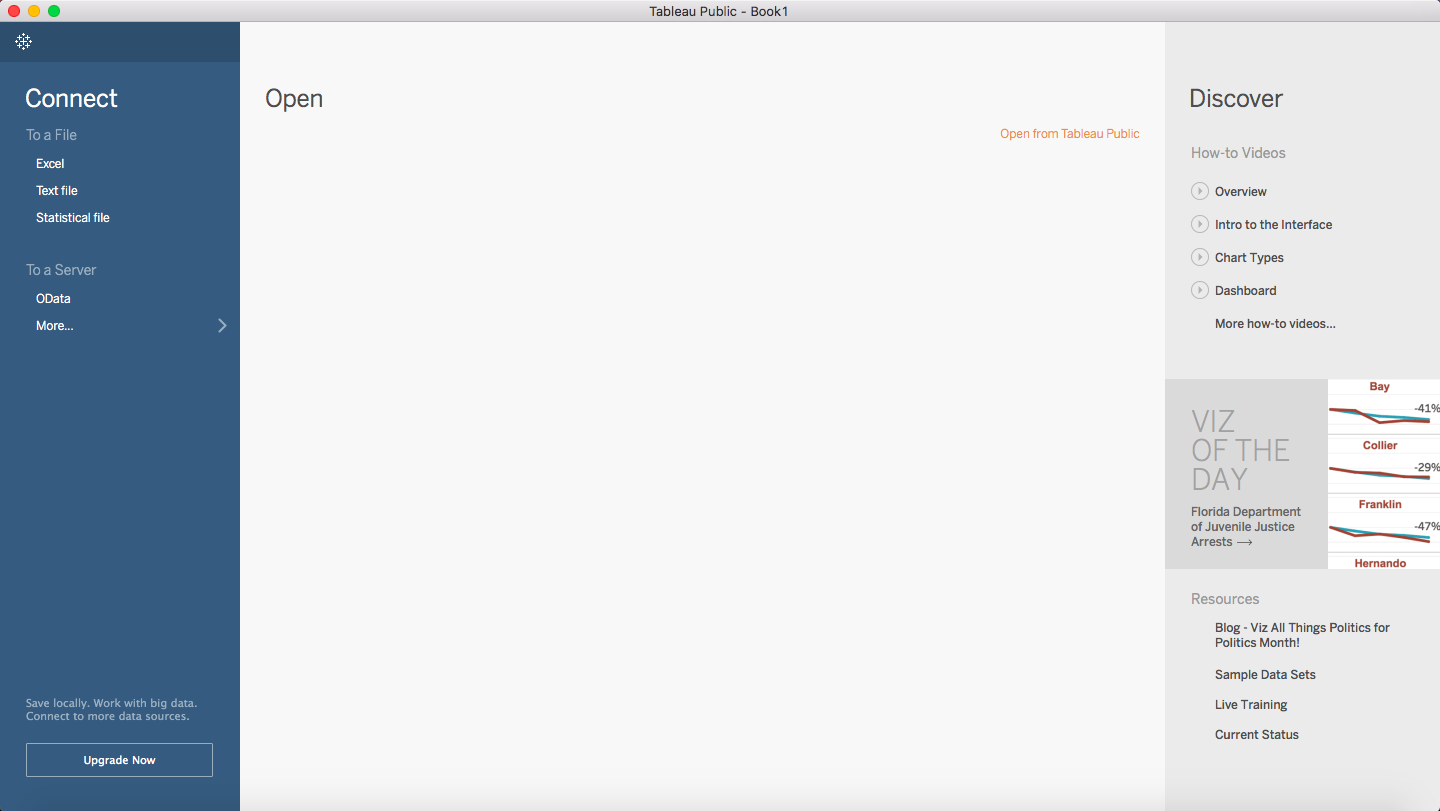 Tableau Public - Book1
Connect
To a File
Excel
Text file
Statistical file
To a Server
OData
More...
Save locally. Work with big data.
Connect to more data sources.
Upgrade Now
Open
Open from Tableau Public
Discover
How-to Videos
Overview
Intro to the Interface
Chart Types
Dashboard
More how-to videos...
VIZ
OF THE
DAY
Florida Department
of Juvenile Justice
Arrests →
Bay
-41%
Collier
-29%
Franklin
-47%
Hernando
Resources
Blog - Viz All Things Politics for
Politics Month!
Sample Data Sets
Live Training
Current Status